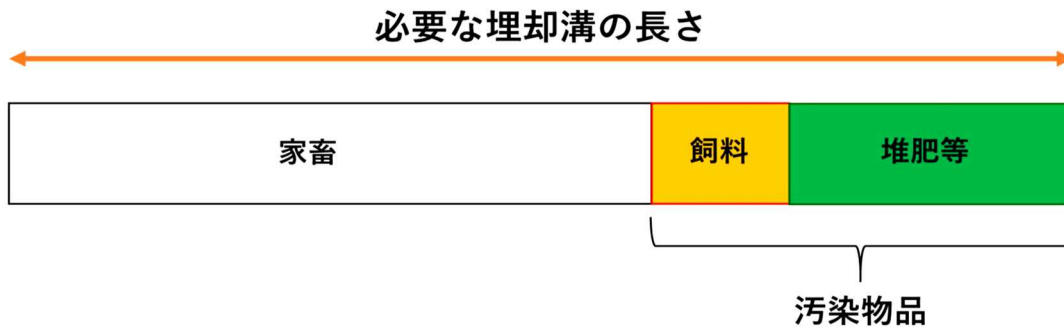 必要な埋却溝の長さ
家畜
飼料
堆肥等
汚染物品